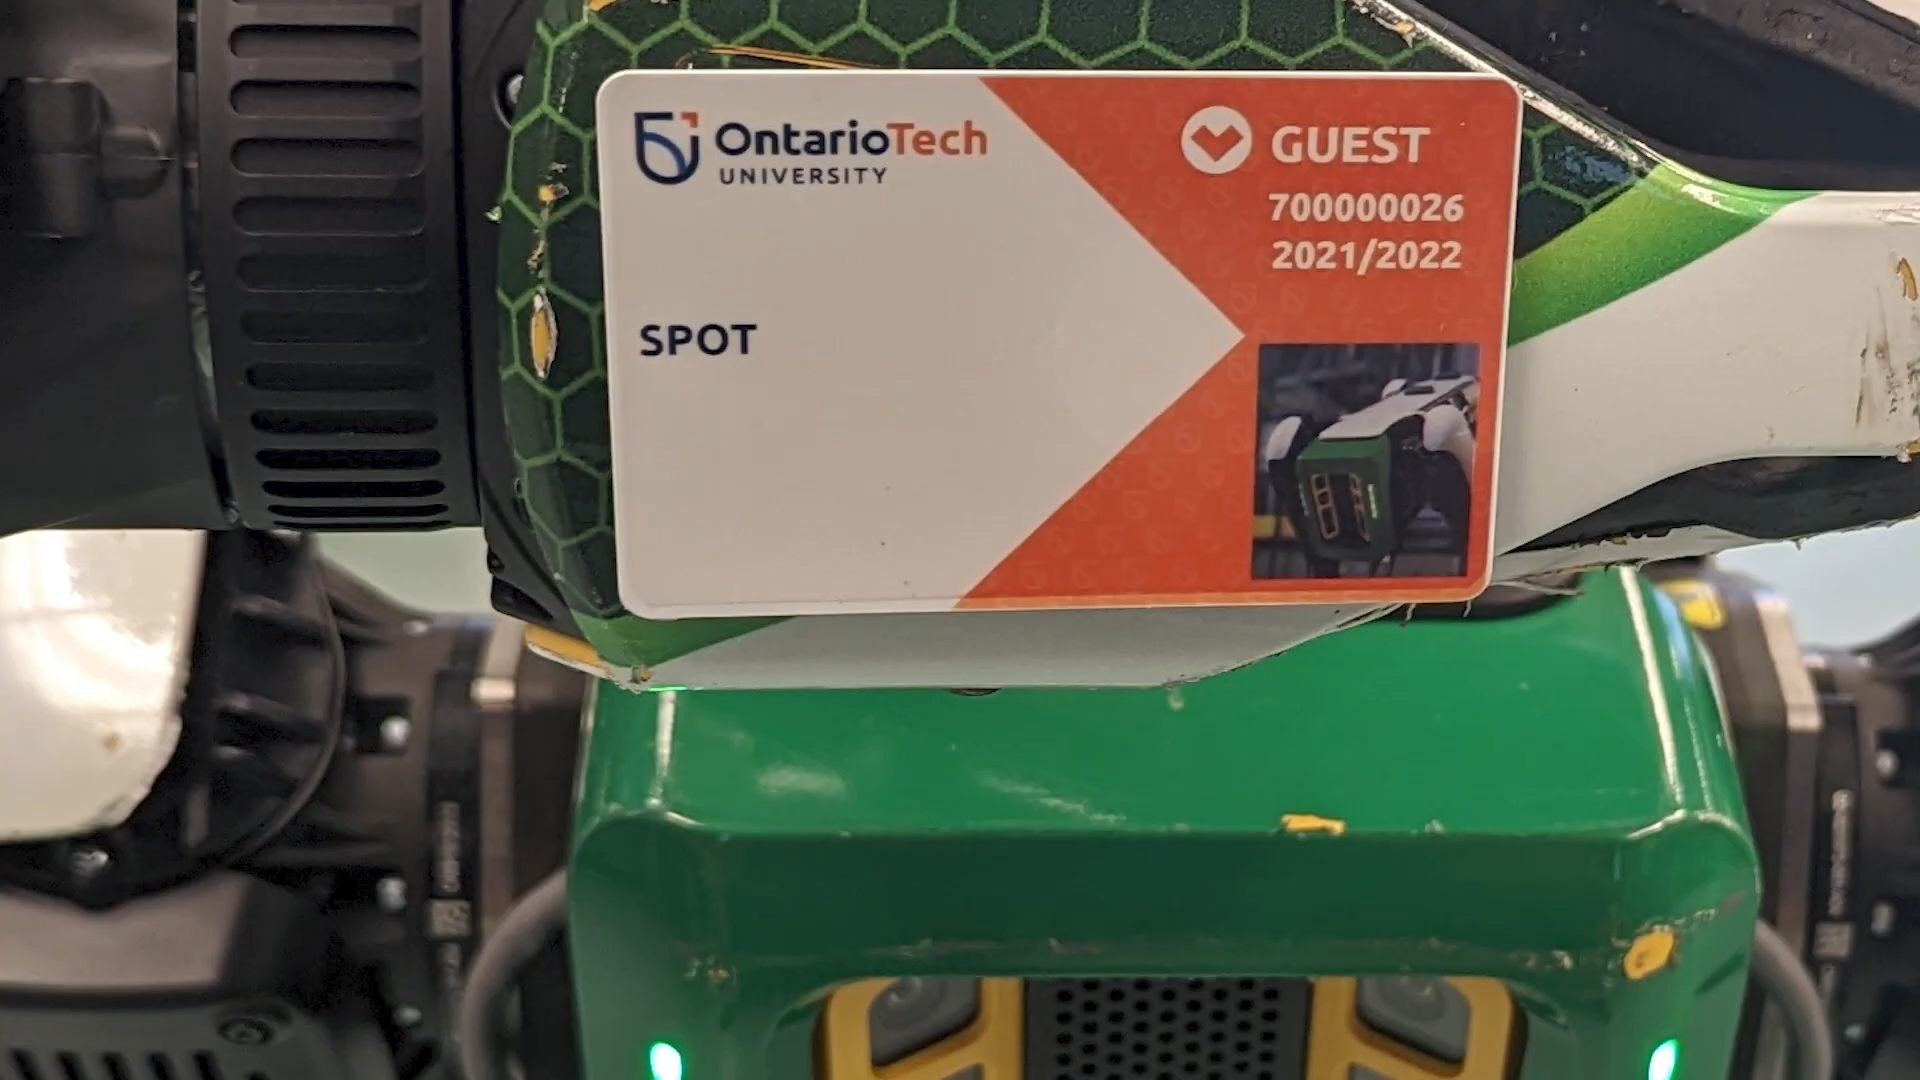 OntarioTech
UNIVERSITY
GUEST
700000026
2021/2022
SPOT